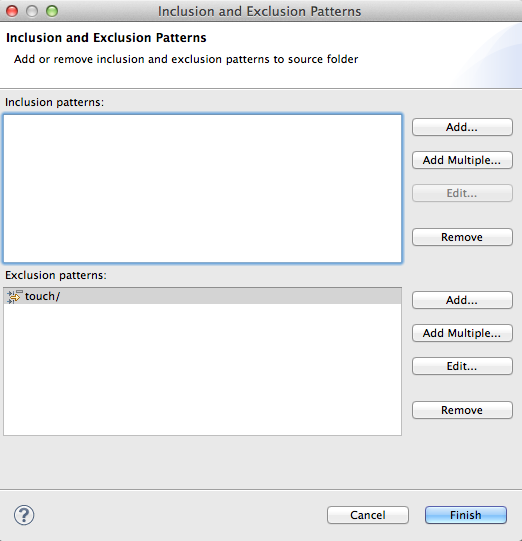 Inclusion and Exclusion Patterns
Inclusion and Exclusion Patterns
Add or remove inclusion and exclusion patterns to source folder
Inclusion patterns:
Add...
Add Multiple...
Edit...
Remove
Exclusion patterns:
touch/
Add...
Add Multiple...
Edit...
Remove
?
Cancel
Finish